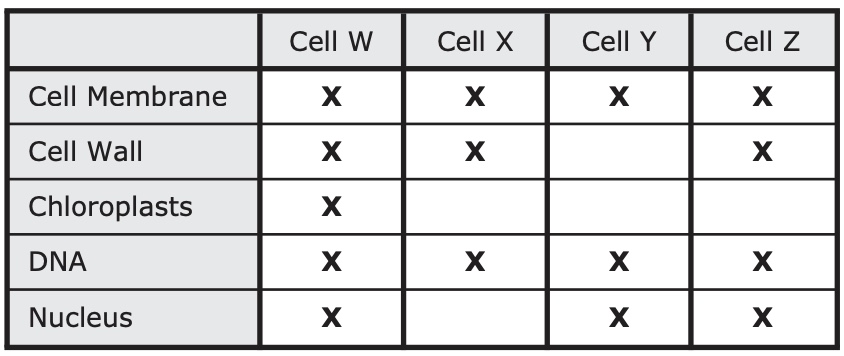 Cell W Cell X Cell Y Cell Z
Cell Membrane X X X X
Cell Wall X X X
Chloroplasts X
DNA X X X X
Nucleus X X X